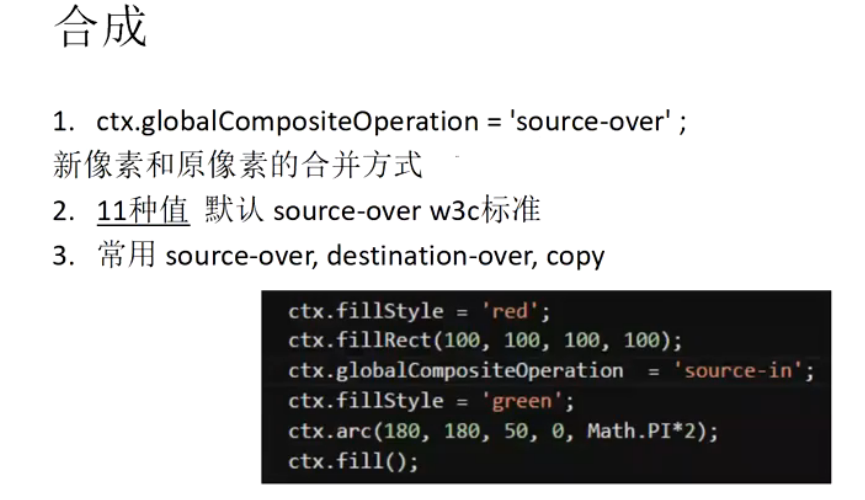 合成
1. ctx.globalCompositeOperation = 'source-over' ;
新像素和原像素的合并方式
2. 11种值 默认 source-over w3c标准
3. 常用 source-over, destination-over, copy
ctx.fillStyle = 'red';
ctx.fillRect(100, 100, 100, 100);
ctx.globalCompositeOperation  = 'source-in';
ctx.fillStyle = 'green';
ctx.arc(180, 180, 50, 0, Math.PI*2);
ctx.fill();